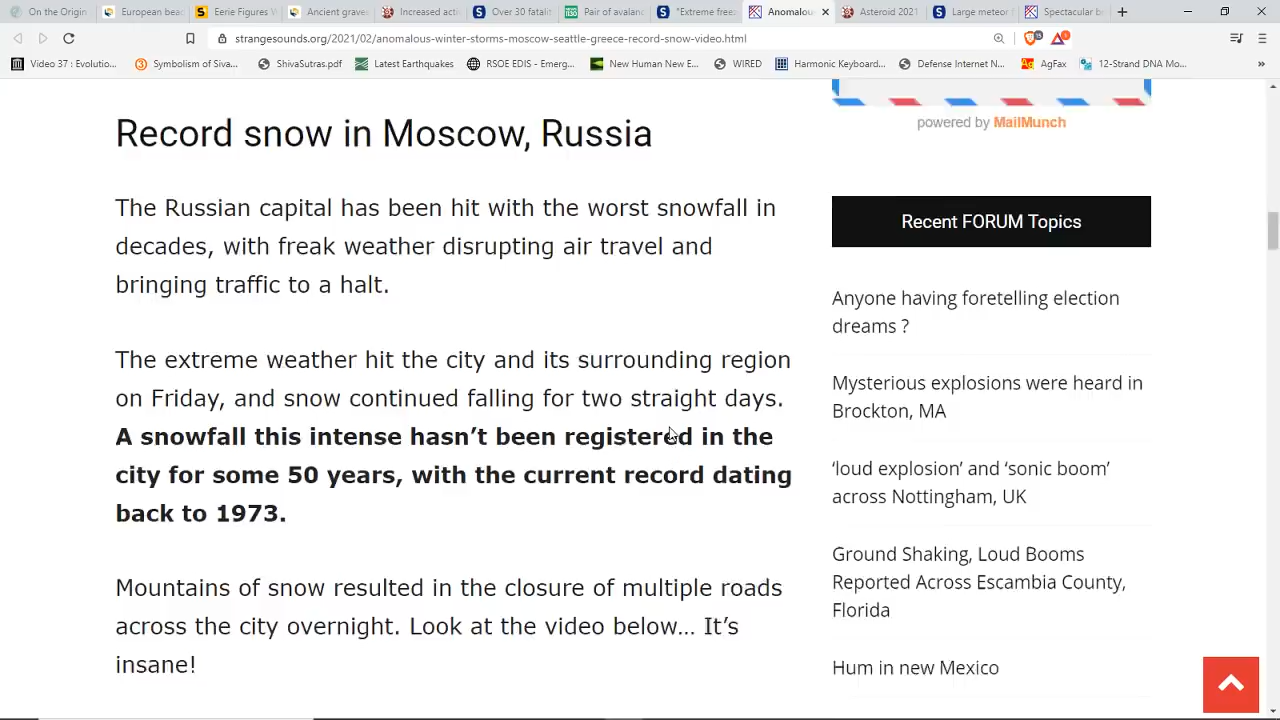 On the Origin
European bea
Eerie Figures V
Ancient grave
Increased acti
Over 30 fatalit
Pair of avalan
"Extreme free
Anomalous
Asteroid 2021
Large meteor f
Spectacular b
strangesounds.org/2021/02/anomalous-winter-storms-moscow-seattle-greece-record-snow-video.html
Video 37 : Evolutio...
Symbolism of Siva...
ShivaSutras.pdf
Latest Earthquakes
RSOE EDIS - Emerg...
New Human New E...
WIRED
Harmonic Keyboard...
Defense Internet N...
AgFax
12-Strand DNA Mo...
powered by MailMunch
Record snow in Moscow, Russia
The Russian capital has been hit with the worst snowfall in
decades, with freak weather disrupting air travel and
bringing traffic to a halt.
The extreme weather hit the city and its surrounding region
on Friday, and snow continued falling for two straight days.
A snowfall this intense hasn't been registered in the
city for some 50 years, with the current record dating
back to 1973.
Mountains of snow resulted in the closure of multiple roads
across the city overnight. Look at the video below... It's
insane!
Recent FORUM Topics
Anyone having foretelling election
dreams ?
Mysterious explosions were heard in
Brockton, MA
‘loud explosion’ and ‘sonic boom’
across Nottingham, UK
Ground Shaking, Loud Booms
Reported Across Escambia County,
Florida
Hum in new Mexico